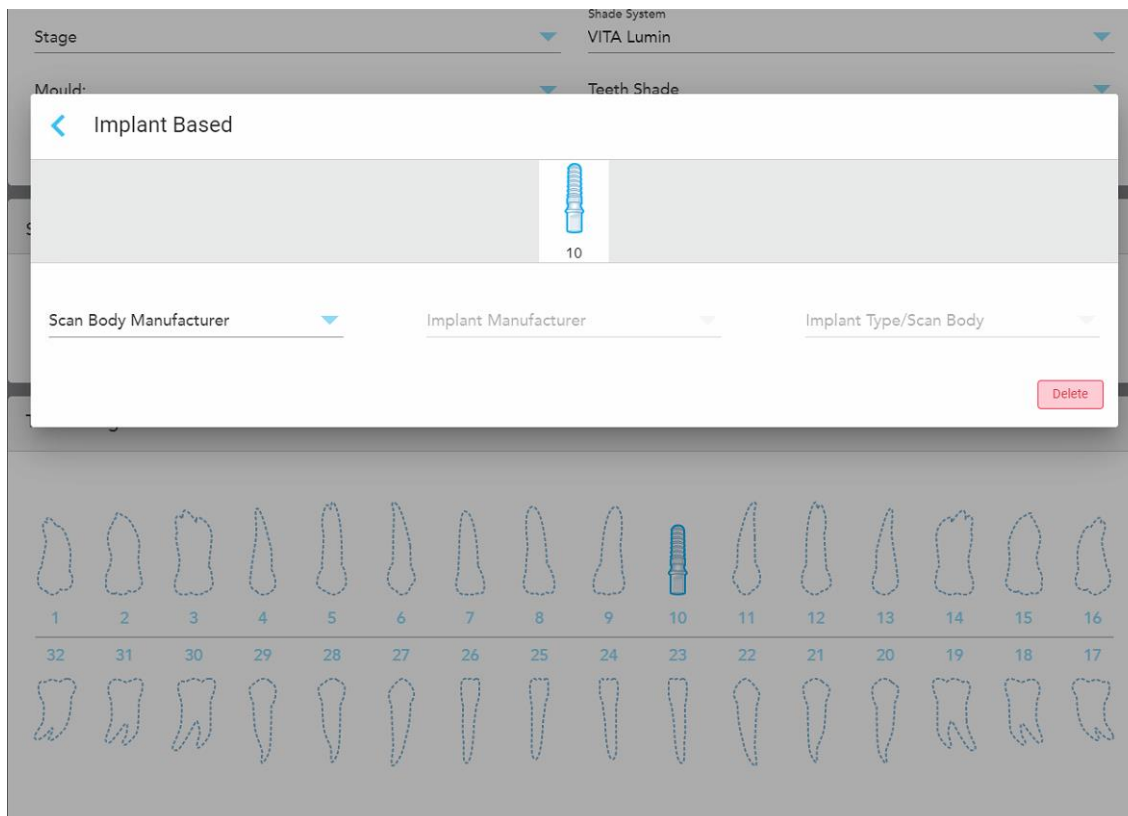 Shade System
Stage VITA Lumin
Mould: Teeth Shade
Implant Based
10
Scan Body Manufacturer Implant Manufacturer Implant Type/Scan Body
Delete
1 2 3 4 5 6 7 8 9 10 11 12 13 14 15 16
32 31 30 29 28 27 26 25 24 23 22 21 20 19 18 17